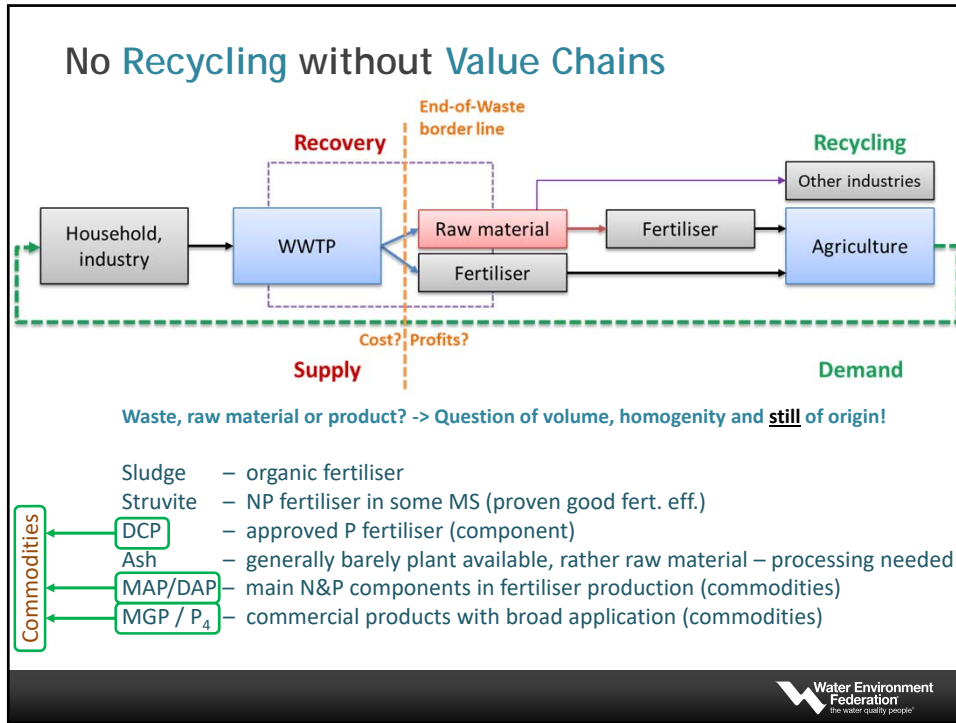 No Recycling without Value Chains
End-of-Waste
border line
Recovery
Recycling
Other industries
Household,
industry
WWTP
Raw material
Fertiliser
Fertiliser
Agriculture
Cost? Profits?
Supply
Demand
Waste, raw material or product? -> Question of volume, homogenity and still of origin!
Sludge – organic fertiliser
Struvite – NP fertiliser in some MS (proven good fert. eff.)
DCP – approved P fertiliser (component)
Ash – generally barely plant available, rather raw material – processing needed
MAP/DAP – main N&P components in fertiliser production (commodities)
MGP / P₄ – commercial products with broad application (commodities)
Commodities
Water Environment
Federation
the water quality people®